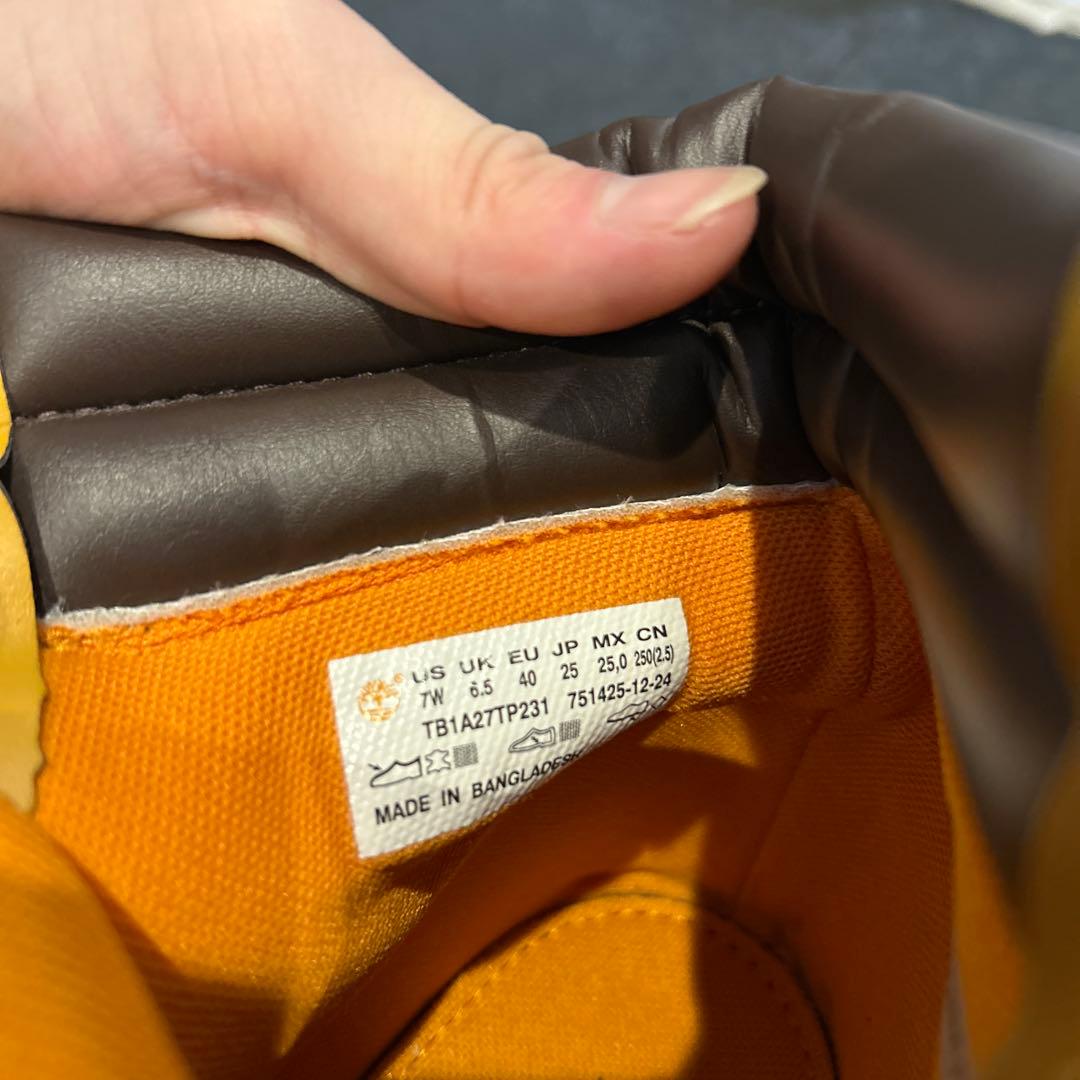 US UK EU JP MX CN
7W 6.5 40 25 25,0 250(2.5)
TB1A27TP231 751425-12-24
MADE IN BANGLADESH